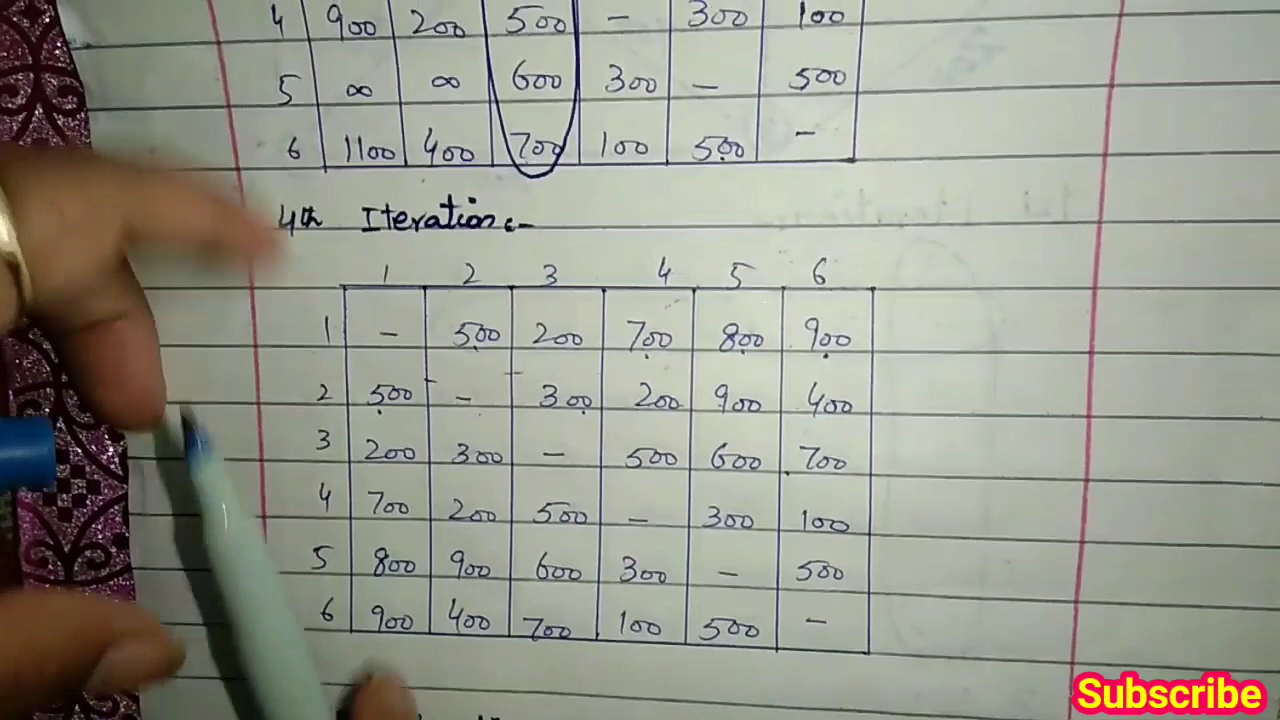 4 900 200 500 - 300 100
5 ∞ ∞ 600 300 - 500
6 1100 400 700 100 500 -
4th Iteration:-
1 2 3 4 5 6
1 - 500 200 700 800 900
2 500 - 300 200 900 400
3 200 300 - 500 600 700
4 700 200 500 - 300 100
5 800 900 600 300 - 500
6 900 400 700 100 500 -
Subscribe